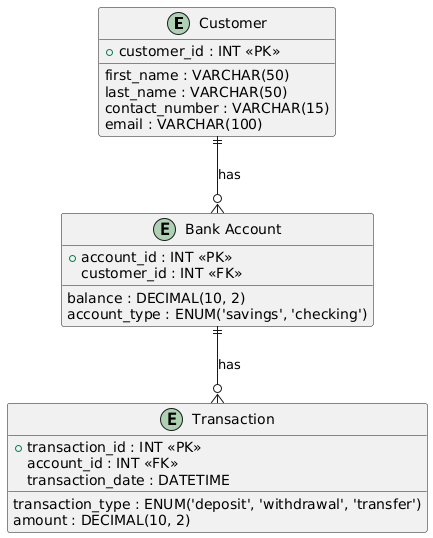 E Customer
customer_id : INT «PK»
first_name : VARCHAR(50)
last_name : VARCHAR(50)
contact_number : VARCHAR(15)
email : VARCHAR(100)
has
E Bank Account
account_id : INT «PK»
customer_id : INT «FK»
balance : DECIMAL(10, 2)
account_type : ENUM('savings', 'checking')
has
E Transaction
transaction_id : INT «PK»
account_id : INT «FK»
transaction_date : DATETIME
transaction_type : ENUM('deposit', 'withdrawal', 'transfer')
amount : DECIMAL(10, 2)